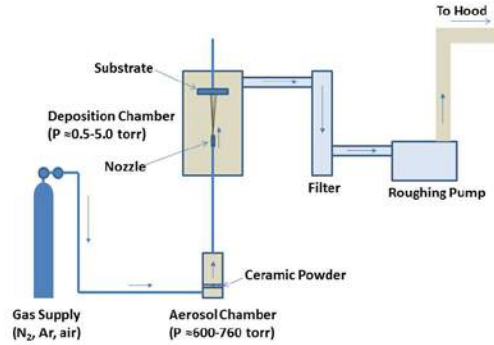 To Hood
Substrate
Deposition Chamber
(P ≈0.5-5.0 torr)
Nozzle
Filter
Roughing Pump
Ceramic Powder
Gas Supply
(N₂, Ar, air)
Aerosol Chamber
(P ≈600-760 torr)